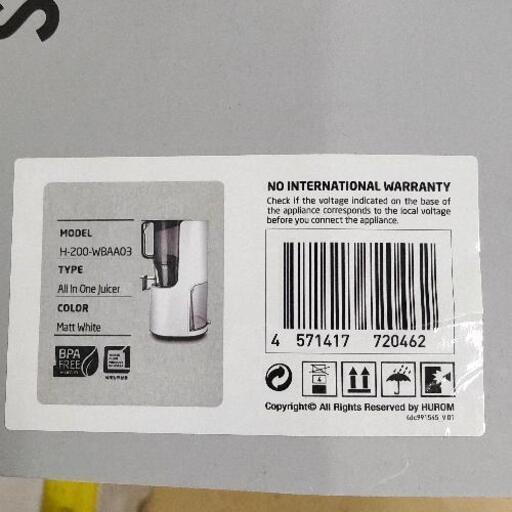 S
MODEL
H-200-WBAA03
TYPE
All In One Juicer
COLOR
Matt White
BPA
FREE
1
NO INTERNATIONAL WARRANTY
Check if the voltage indicated on the base of
the appliance corresponds to the local voltage
before you connect the appliance.
4 571417 720462
4
Copyright© All Rights Reserved by HUROM